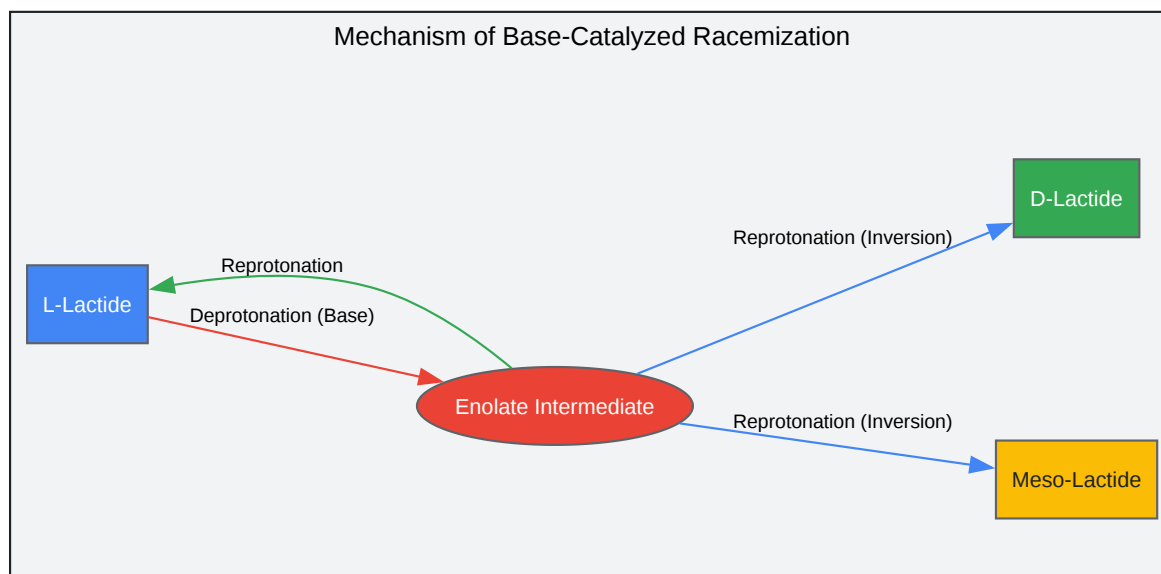 Mechanism of Base-Catalyzed Racemization
D-Lactide
Reprotonation (Inversion)
Reprotonation
L-Lactide
Deprotonation (Base)
Enolate Intermediate
Reprotonation (Inversion)
Meso-Lactide